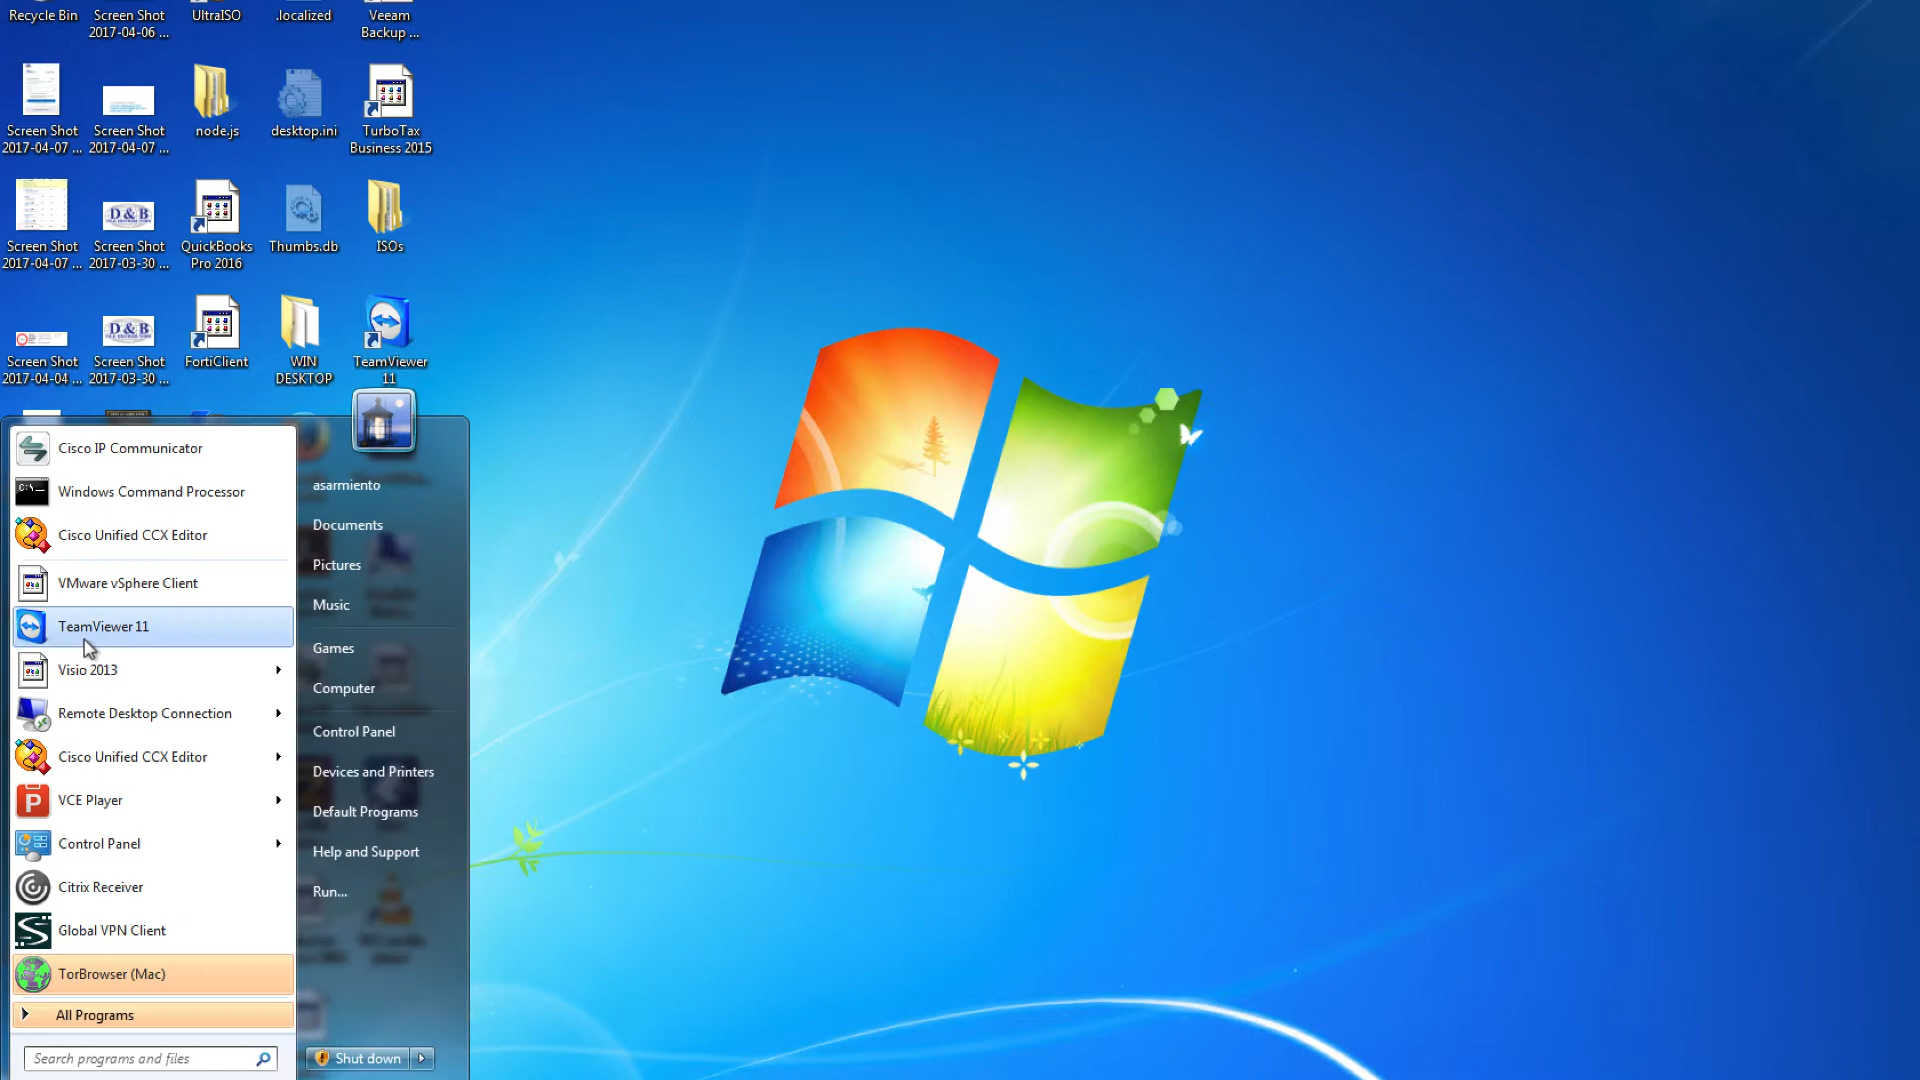 Recycle Bin
Screen Shot
2017-04-06 ...
UltraISO
.localized
Veeam
Backup ...
Screen Shot
2017-04-07 ...
Screen Shot
2017-04-07 ...
node.js
desktop.ini
TurboTax
Business 2015
Screen Shot
2017-04-07 ...
D&B
Screen Shot
2017-03-30 ...
QuickBooks
Pro 2016
Thumbs.db
ISOs
Screen Shot
2017-04-04 ...
D&B
Screen Shot
2017-03-30 ...
FortiClient
WIN
DESKTOP
TeamViewer
11
Cisco IP Communicator
Windows Command Processor
Cisco Unified CCX Editor
VMware vSphere Client
TeamViewer 11
Visio 2013
Remote Desktop Connection
Cisco Unified CCX Editor
VCE Player
Control Panel
Citrix Receiver
Global VPN Client
TorBrowser (Mac)
All Programs
Search programs and files
asarmiento
Documents
Pictures
Music
Games
Computer
Control Panel
Devices and Printers
Default Programs
Help and Support
Run...
Shut down